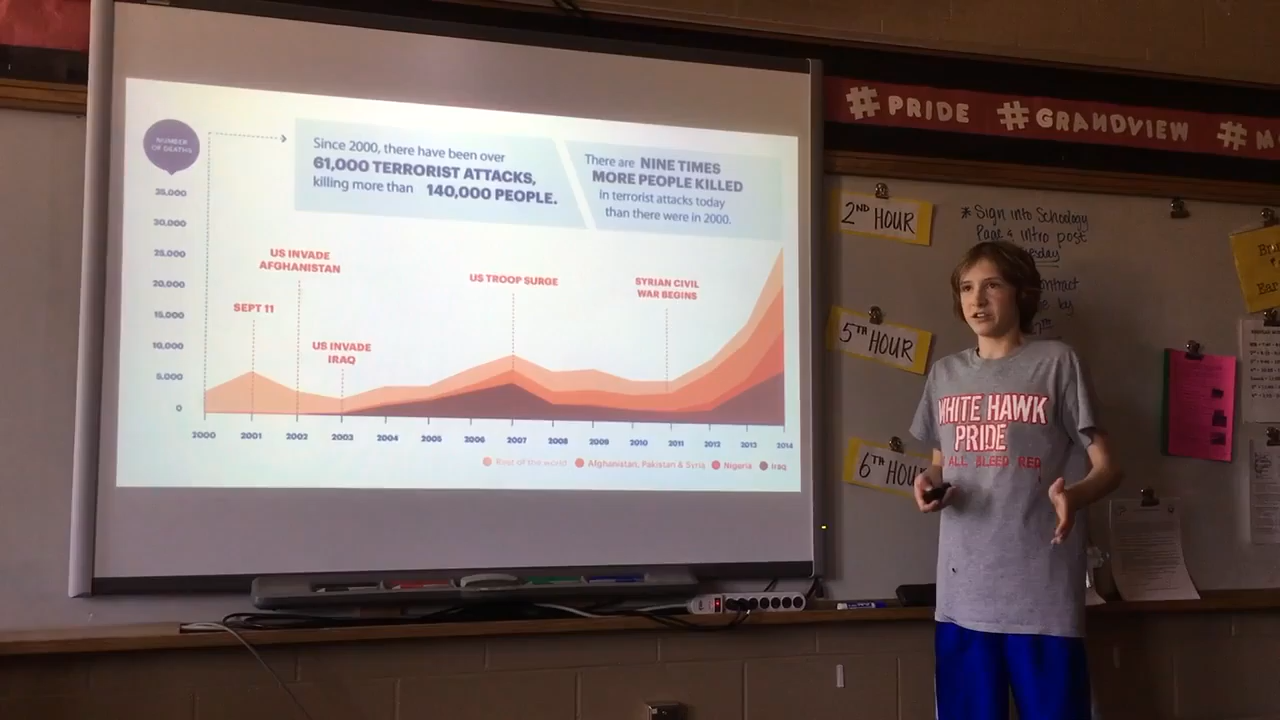 NUMBER
OF DEATHS
35,000
30,000
25,000
20,000
15,000
10,000
5,000
0
Since 2000, there have been over
61,000 TERRORIST ATTACKS,
killing more than 140,000 PEOPLE.
There are NINE TIMES
MORE PEOPLE KILLED
in terrorist attacks today
than there were in 2000.
SEPT 11
US INVADE
AFGHANISTAN
US INVADE
IRAQ
US TROOP SURGE
SYRIAN CIVIL
WAR BEGINS
2000 2001 2002 2003 2004 2005 2006 2007 2008 2009 2010 2011 2012 2013 2014
Rest of the world Afghanistan, Pakistan & Syria Nigeria Iraq
#PRIDE #GRANDVIEW #M
2ND HOUR
5TH HOUR
6TH HOU
* Sign into Schoology
Page & intro post
WHITE HAWK
PRIDE
ALL BLEED RED